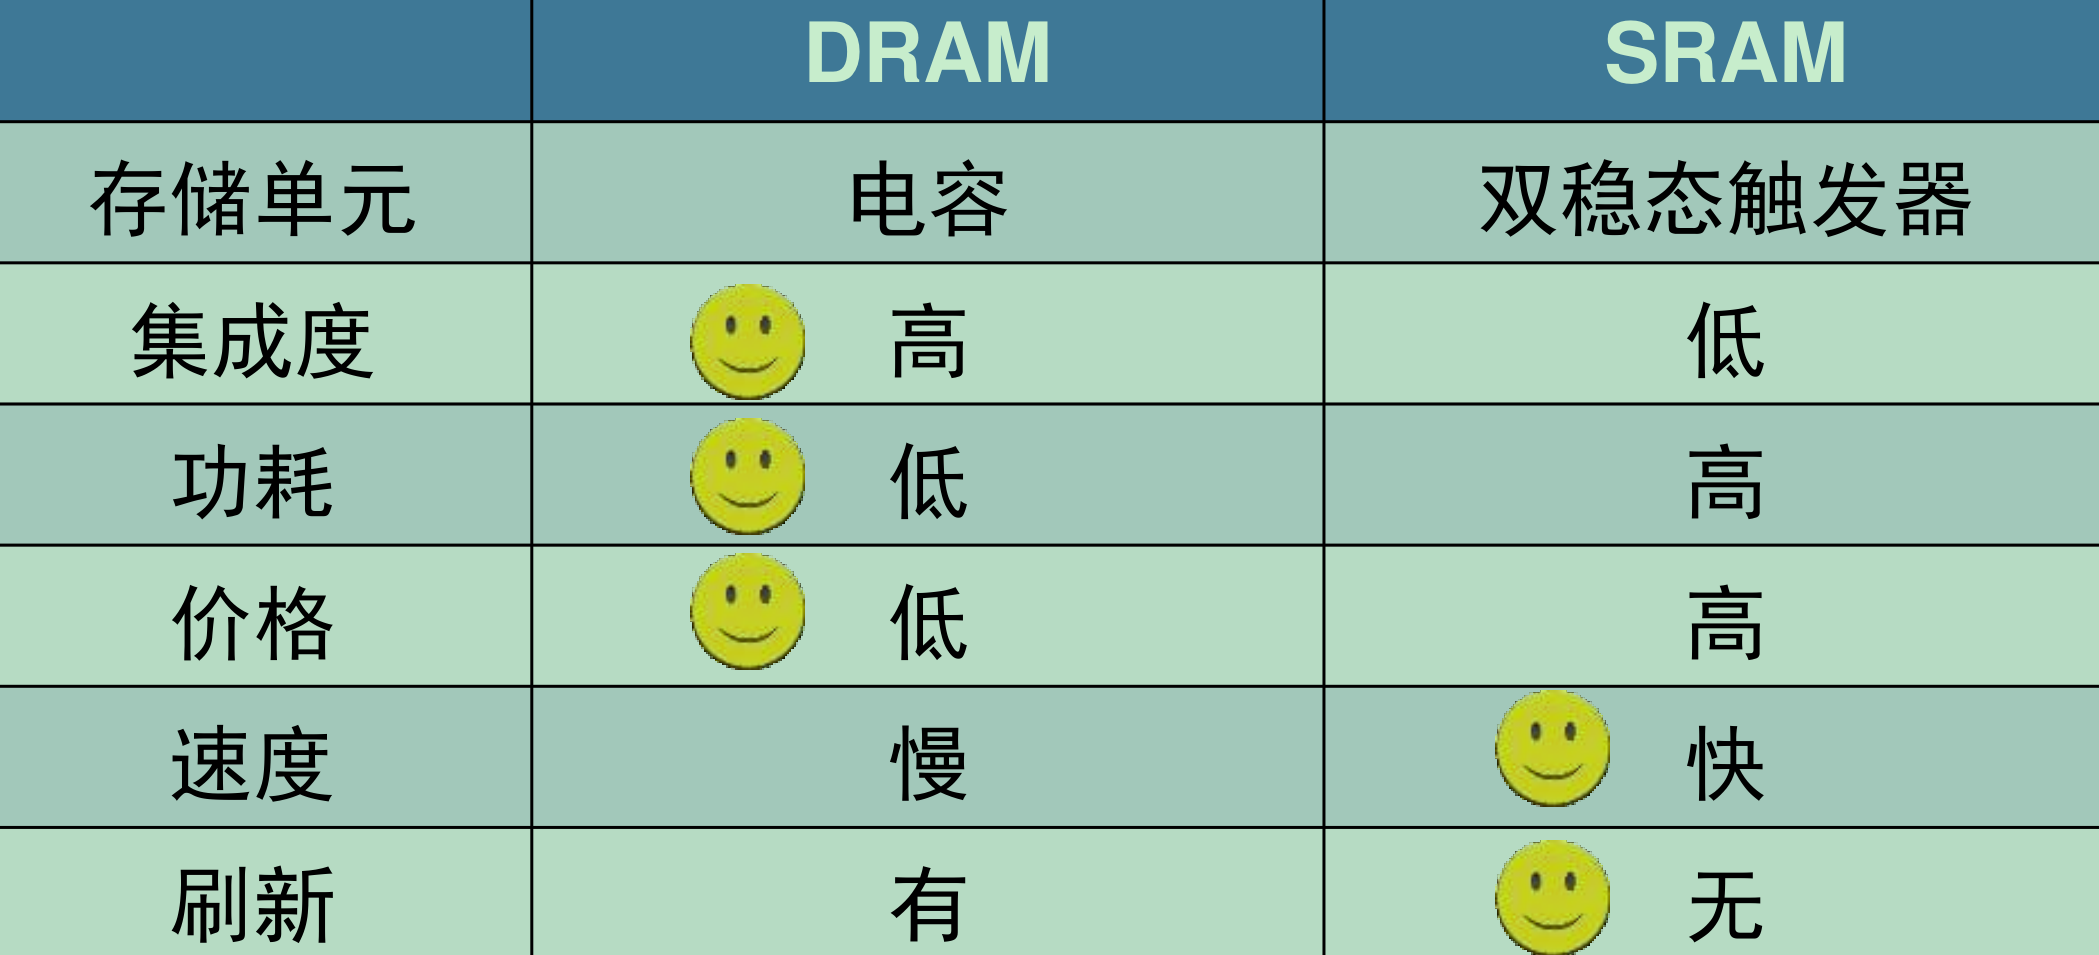 DRAM SRAM
存储单元 电容 双稳态触发器
集成度 高 低
功耗 低 高
价格 低 高
速度 慢 快
刷新 有 无